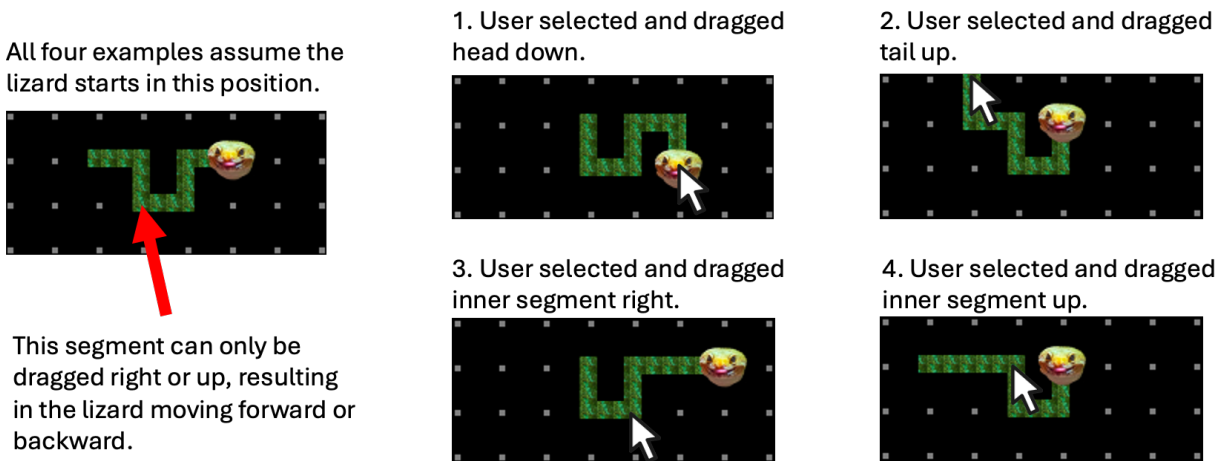 All four examples assume the
lizard starts in this position.
This segment can only be
dragged right or up, resulting
in the lizard moving forward or
backward.
1. User selected and dragged
head down.
2. User selected and dragged
tail up.
3. User selected and dragged
inner segment right.
4. User selected and dragged
inner segment up.